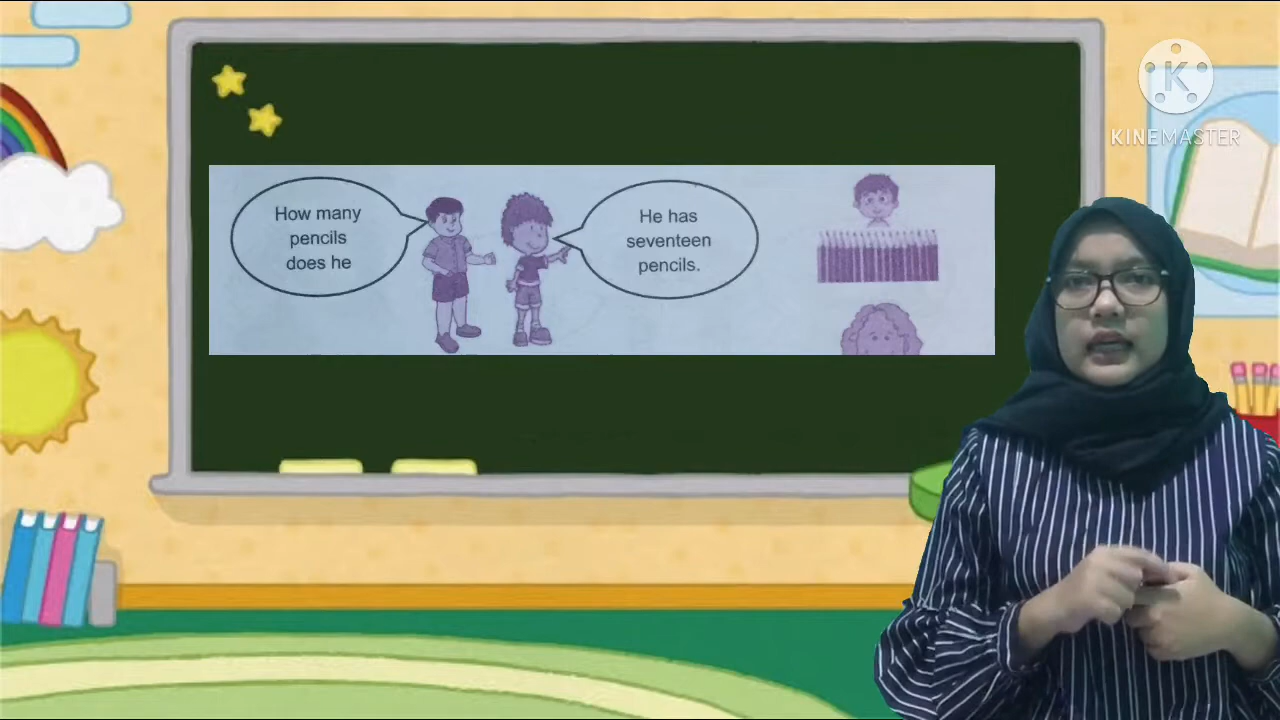 How many
pencils
does he
He has
seventeen
pencils.
K
KINEMASTER